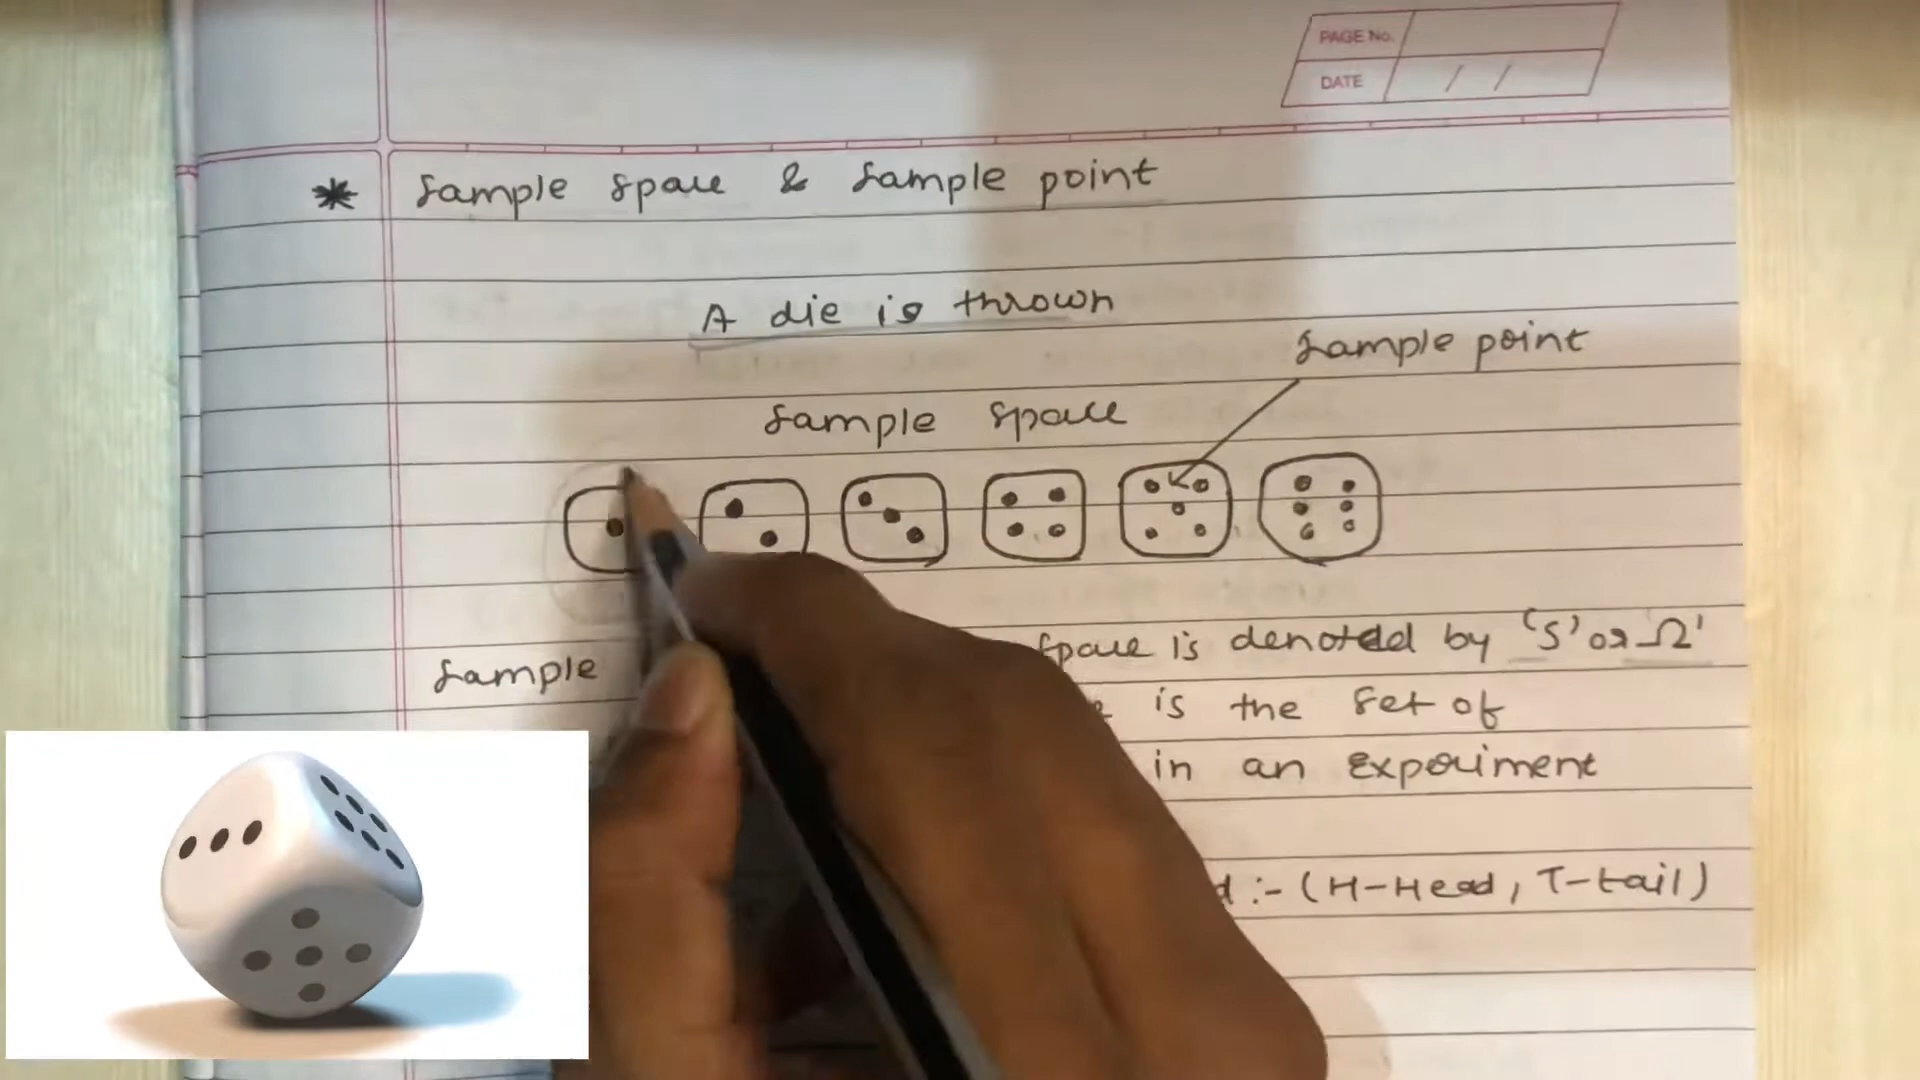 PAGE No.
DATE / /
* Sample space & Sample point
A die is thrown
Sample point
Sample space
Sample space is denoted by 'S' or Ω'
is the set of
in an Experiment
:- (H-Head, T-tail)